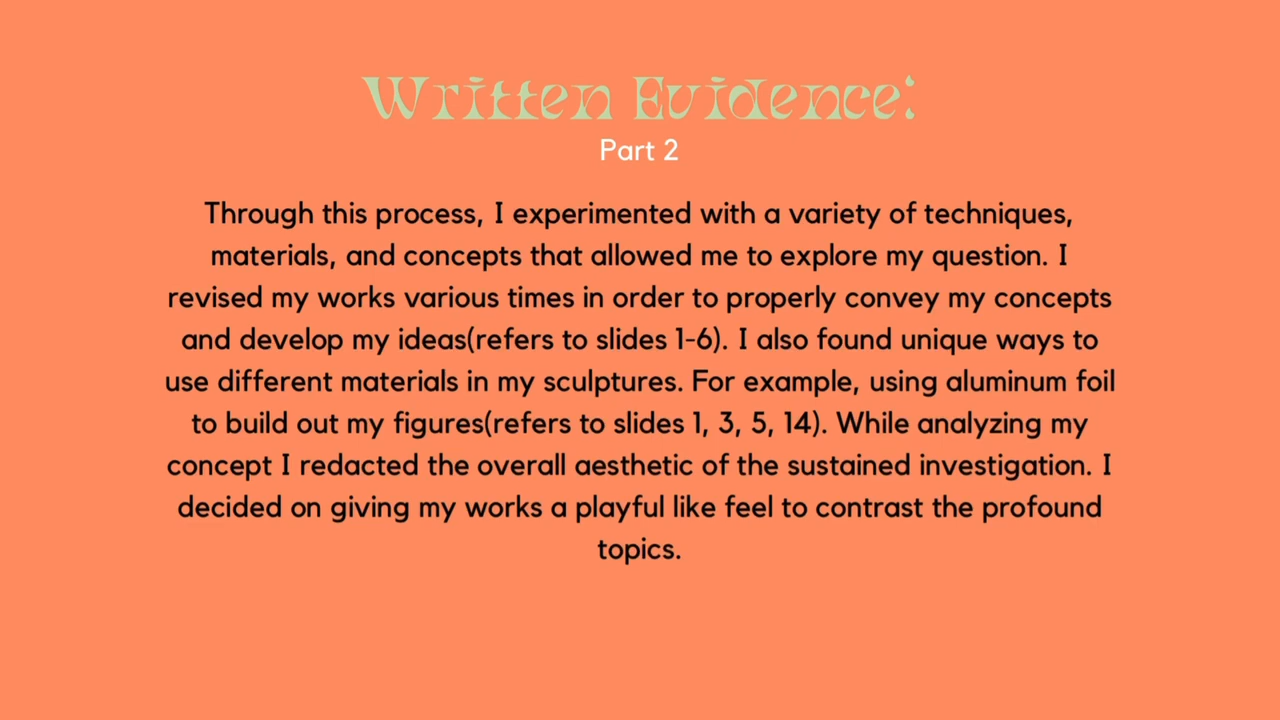 Written Evidence:
Part 2
Through this process, I experimented with a variety of techniques,
materials, and concepts that allowed me to explore my question. I
revised my works various times in order to properly convey my concepts
and develop my ideas(refers to slides 1-6). I also found unique ways to
use different materials in my sculptures. For example, using aluminum foil
to build out my figures(refers to slides 1, 3, 5, 14). While analyzing my
concept I redacted the overall aesthetic of the sustained investigation. I
decided on giving my works a playful like feel to contrast the profound
topics.